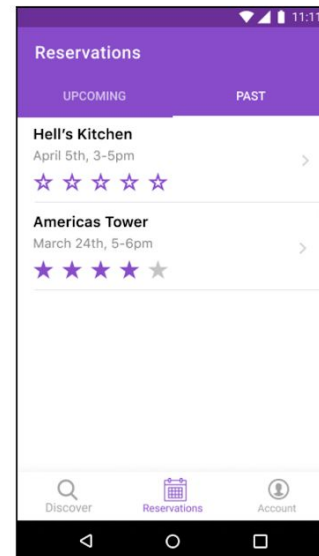 11:11
Reservations
UPCOMING PAST
Hell's Kitchen
April 5th, 3-5pm
Americas Tower
March 24th, 5-6pm
Discover Reservations Account